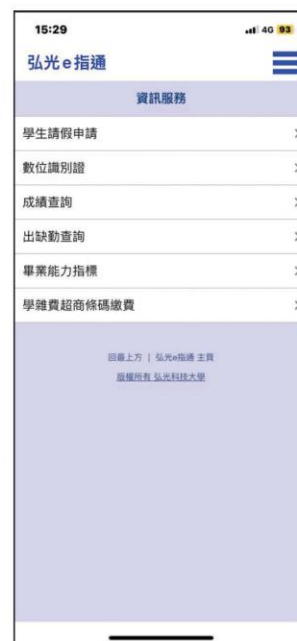 15:29
4G 93
弘光e指通
資訊服務
學生請假申請
數位識別證
成績查詢
出缺勤查詢
畢業能力指標
學雜費超商條碼繳費
回最上方 | 弘光e指通 主頁
版權所有 弘光科技大學